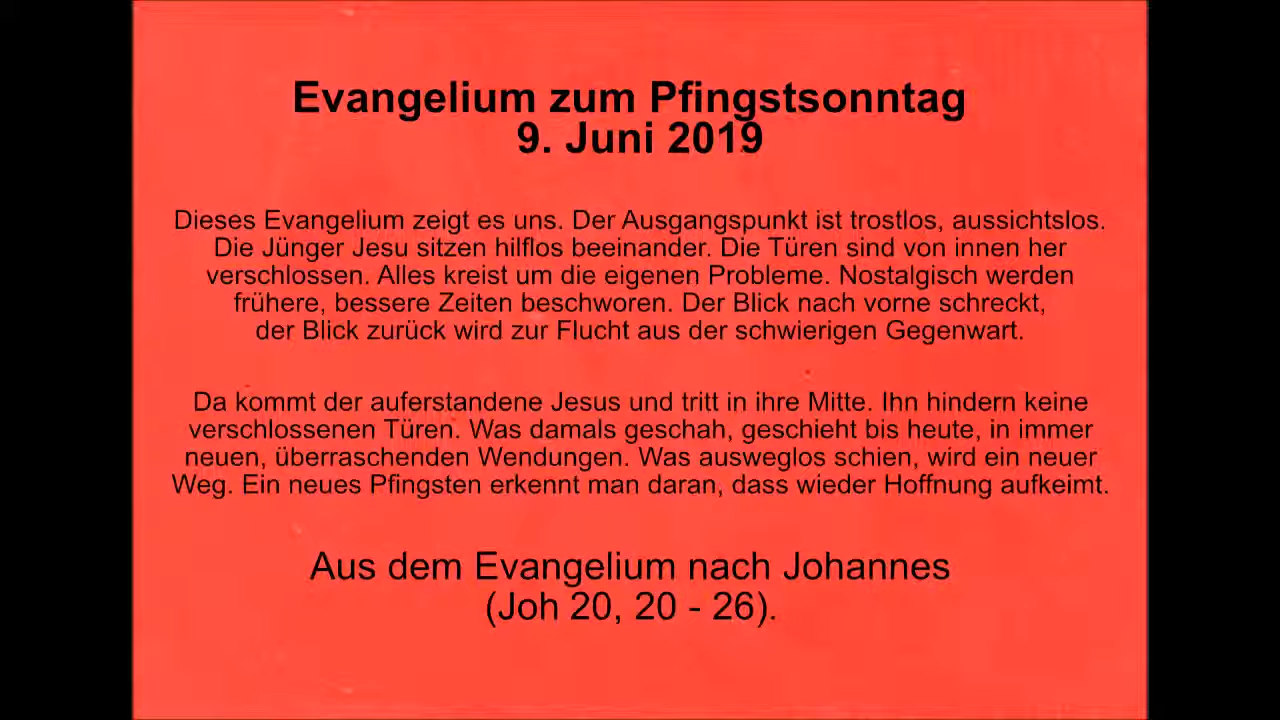 Evangelium zum Pfingstsonntag
9. Juni 2019
Dieses Evangelium zeigt es uns. Der Ausgangspunkt ist trostlos, aussichtslos.
Die Jünger Jesu sitzen hilflos beeinander. Die Türen sind von innen her
verschlossen. Alles kreist um die eigenen Probleme. Nostalgisch werden
frühere, bessere Zeiten beschworen. Der Blick nach vorne schreckt,
der Blick zurück wird zur Flucht aus der schwierigen Gegenwart.
Da kommt der auferstandene Jesus und tritt in ihre Mitte. Ihn hindern keine
verschlossenen Türen. Was damals geschah, geschieht bis heute, in immer
neuen, überraschenden Wendungen. Was ausweglos schien, wird ein neuer
Weg. Ein neues Pfingsten erkennt man daran, dass wieder Hoffnung aufkeimt.
Aus dem Evangelium nach Johannes
(Joh 20, 20 - 26).